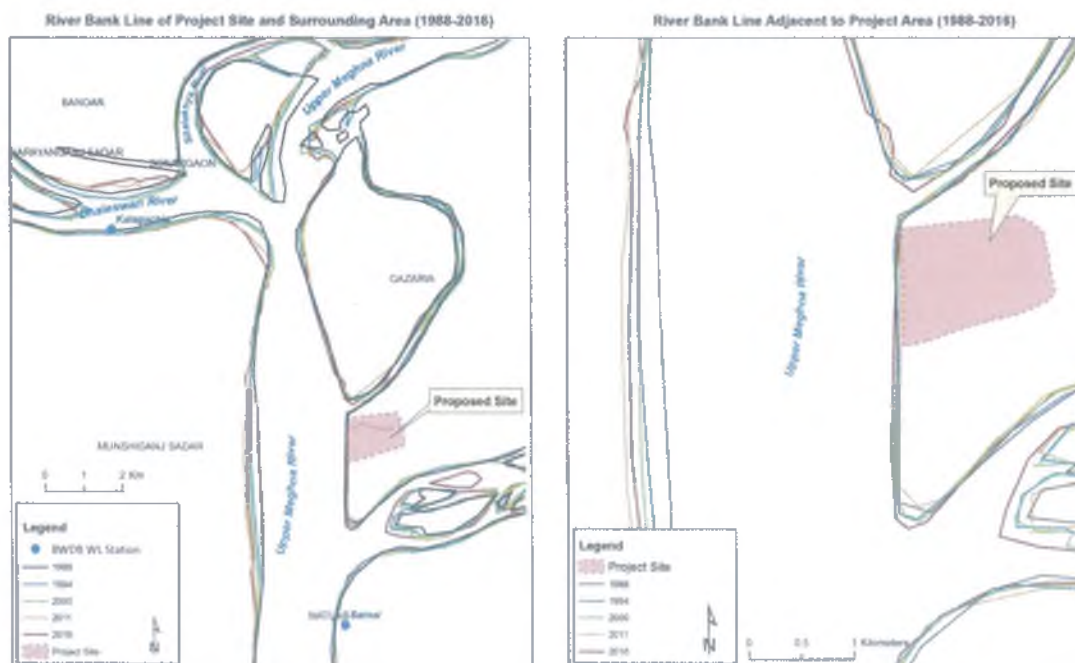 River Bank Line of Project Site and Surrounding Area (1988-2016)
Upper Meghna River
BANDAR
Dhaleswari River
GAZARIA
Proposed Site
MUNSHIGANJ SADAR
0 1 2 Km
Upper Meghna River
Legend
BWDB WL Station
1988
1994
2000
2011
2016
Project Site
N
River Bank Line Adjacent to Project Area (1988-2016)
Proposed Site
Upper Meghna River
Legend
Project Site
1988
1994
2000
2011
2016
N
0 0.5 1 Kilometers